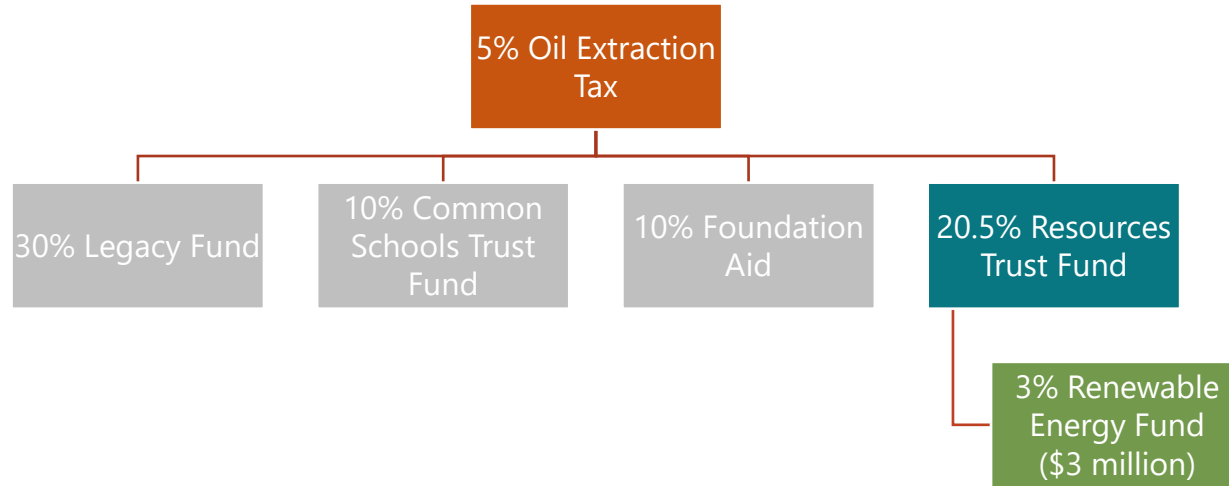 5% Oil Extraction
Tax
30% Legacy Fund
10% Common
Schools Trust
Fund
10% Foundation
Aid
20.5% Resources
Trust Fund
3% Renewable
Energy Fund
($3 million)